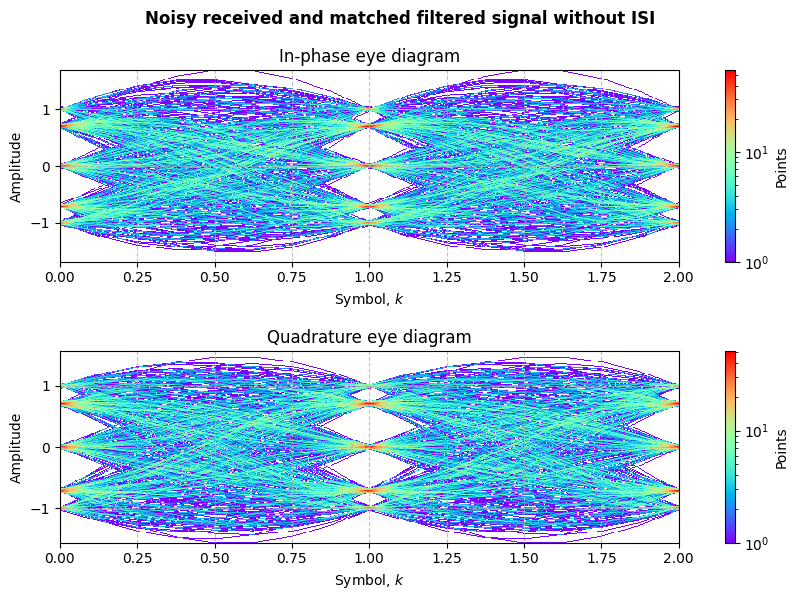 Noisy received and matched filtered signal without ISI
In-phase eye diagram
Amplitude
1
0
−1
0.00 0.25 0.50 0.75 1.00 1.25 1.50 1.75 2.00
Symbol, k
10¹
10⁰
Points
Quadrature eye diagram
Amplitude
1
0
−1
0.00 0.25 0.50 0.75 1.00 1.25 1.50 1.75 2.00
Symbol, k
10¹
10⁰
Points